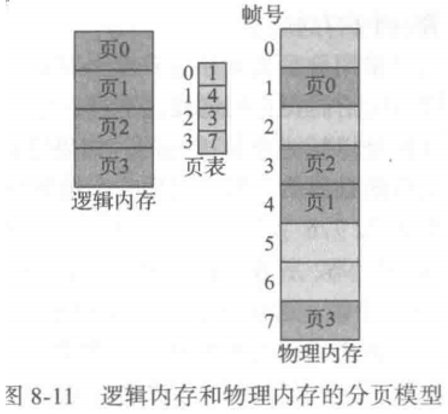 帧号
页0
页1
页2
页3
逻辑内存
0 1
1 4
2 3
3 7
页表
0
1 页0
2
3 页2
4 页1
5
6
7 页3
物理内存
图 8-11 逻辑内存和物理内存的分页模型